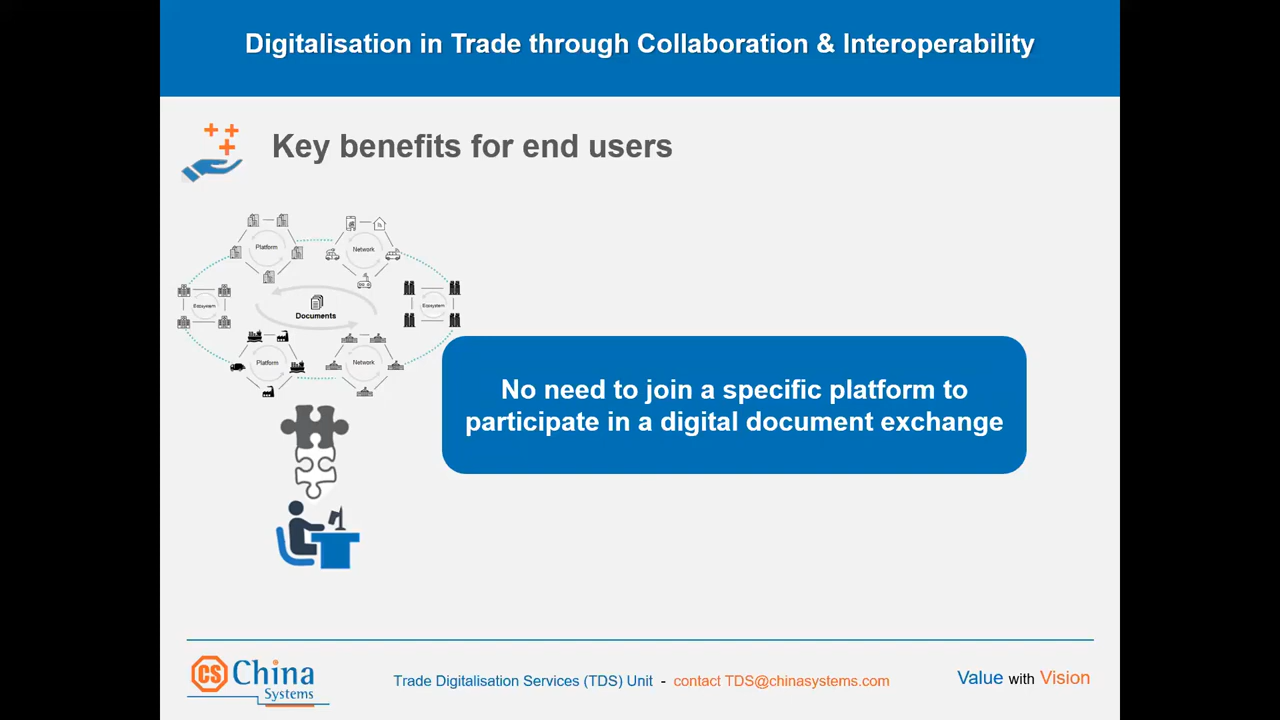 Digitalisation in Trade through Collaboration & Interoperability
Key benefits for end users
Platform
Network
Ecosystem
Documents
Ecosystem
Platform
Network
No need to join a specific platform to
participate in a digital document exchange
CS China
Systems
Trade Digitalisation Services (TDS) Unit - contact TDS@chinasystems.com
Value with Vision